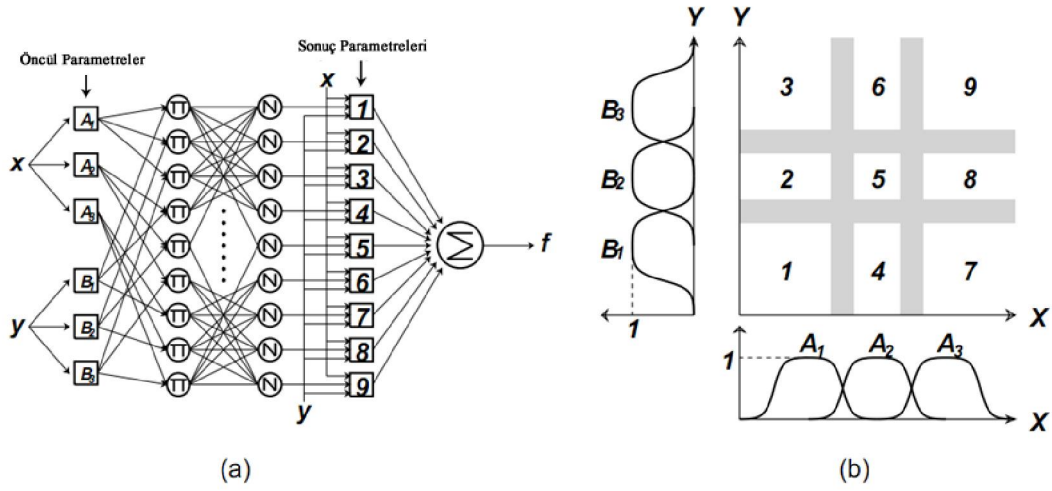 Öncül Parametreler
Sonuç Parametreleri
x
x
A1
A2
A3
y
B1
B2
B3
Π
Π
Π
Π
Π
Π
Π
Π
Π
N
N
N
N
N
N
N
N
N
1
2
3
4
5
6
7
8
9
y
Σ
f
(a)
Y
Y
B3
B2
B1
1
3
6
9
2
5
8
1
4
7
X
1
A1
A2
A3
X
(b)